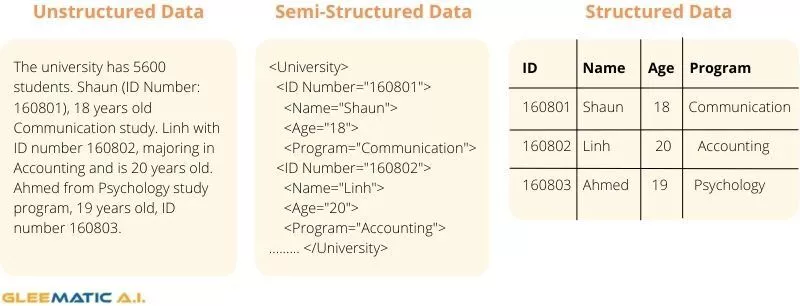 Unstructured Data
The university has 5600
students. Shaun (ID Number:
160801), 18 years old
Communication study. Linh with
ID number 160802, majoring in
Accounting and is 20 years old.
Ahmed from Psychology study
program, 19 years old, ID
number 160803.
Semi-Structured Data
<University>
<ID Number="160801">
<Name="Shaun">
<Age="18">
<Program="Communication">
<ID Number="160802">
<Name="Linh">
<Age="20">
<Program="Accounting">
......... </University>
Structured Data
ID Name Age Program
160801 Shaun 18 Communication
160802 Linh 20 Accounting
160803 Ahmed 19 Psychology
GLEEMATIC A.I.